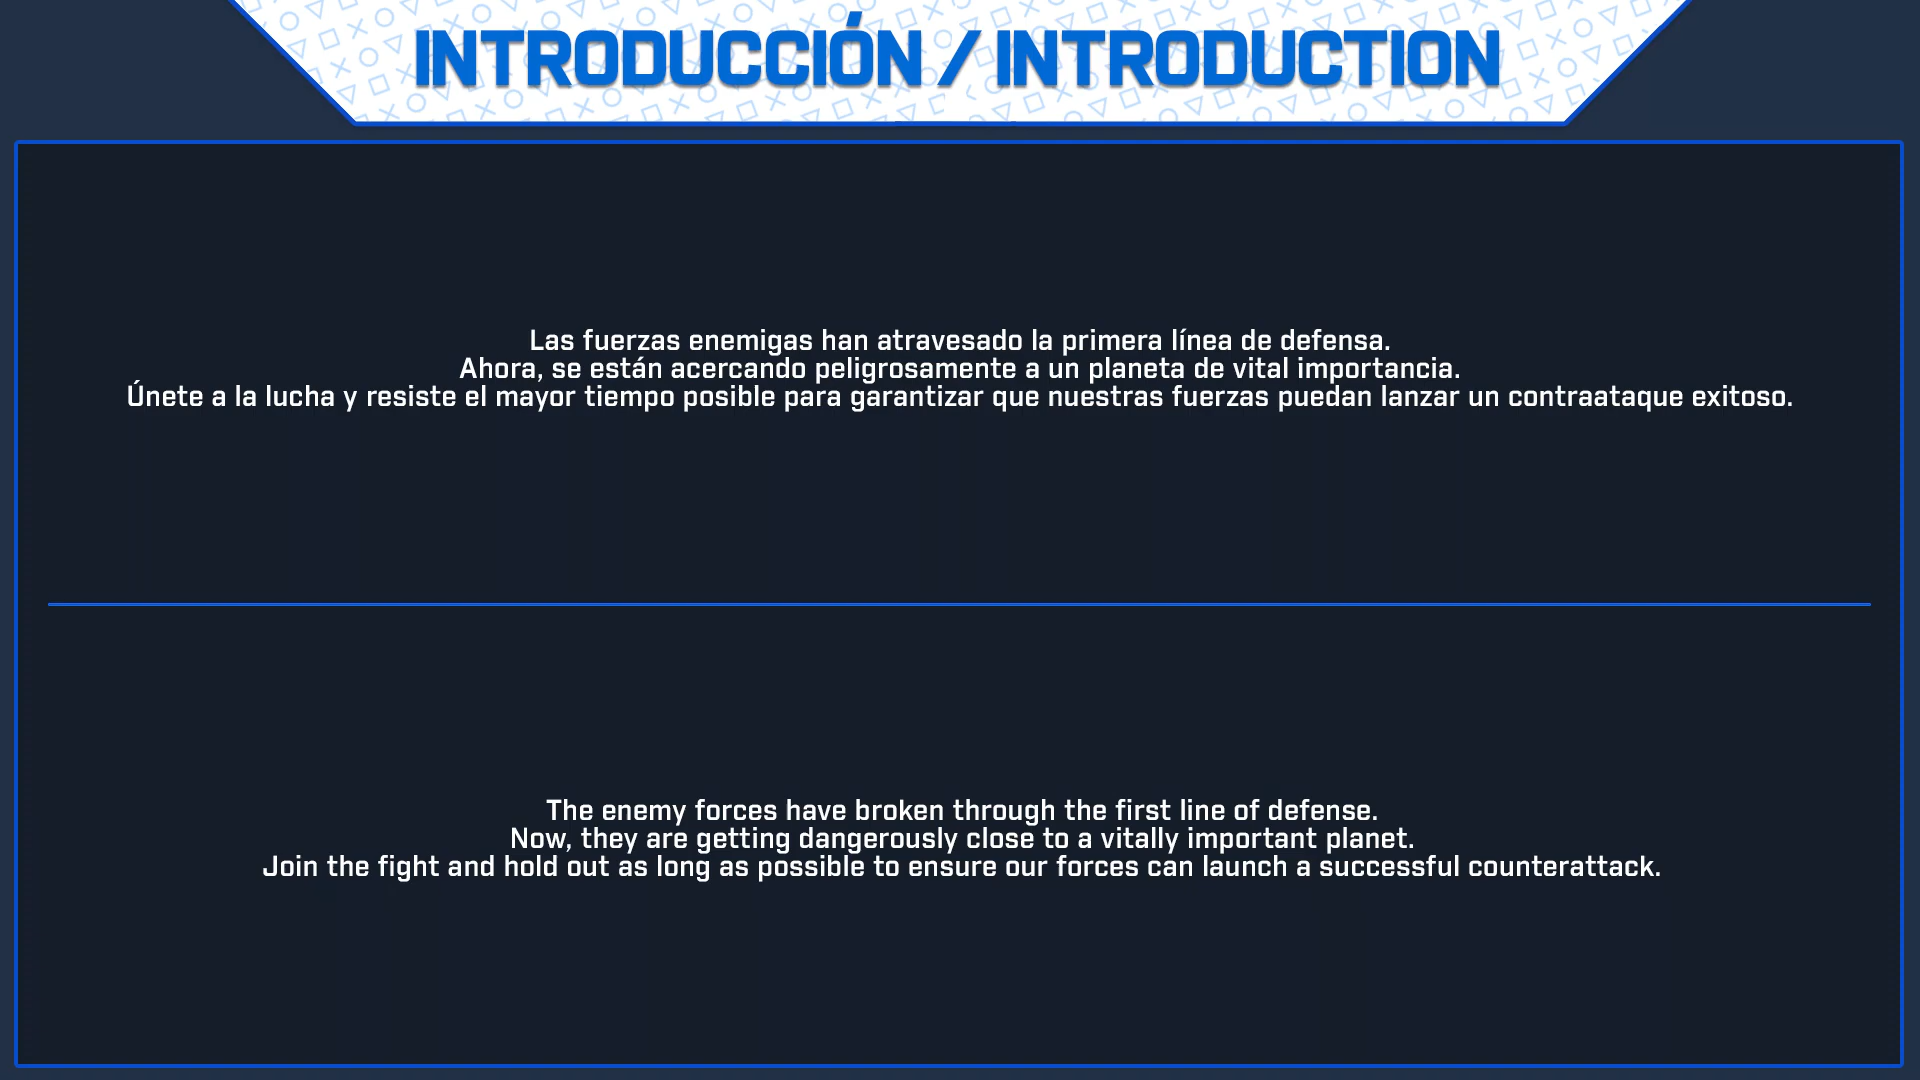 INTRODUCCIÓN / INTRODUCTION
Las fuerzas enemigas han atravesado la primera línea de defensa.
Ahora, se están acercando peligrosamente a un planeta de vital importancia.
Únete a la lucha y resiste el mayor tiempo posible para garantizar que nuestras fuerzas puedan lanzar un contraataque exitoso.
The enemy forces have broken through the first line of defense.
Now, they are getting dangerously close to a vitally important planet.
Join the fight and hold out as long as possible to ensure our forces can launch a successful counterattack.